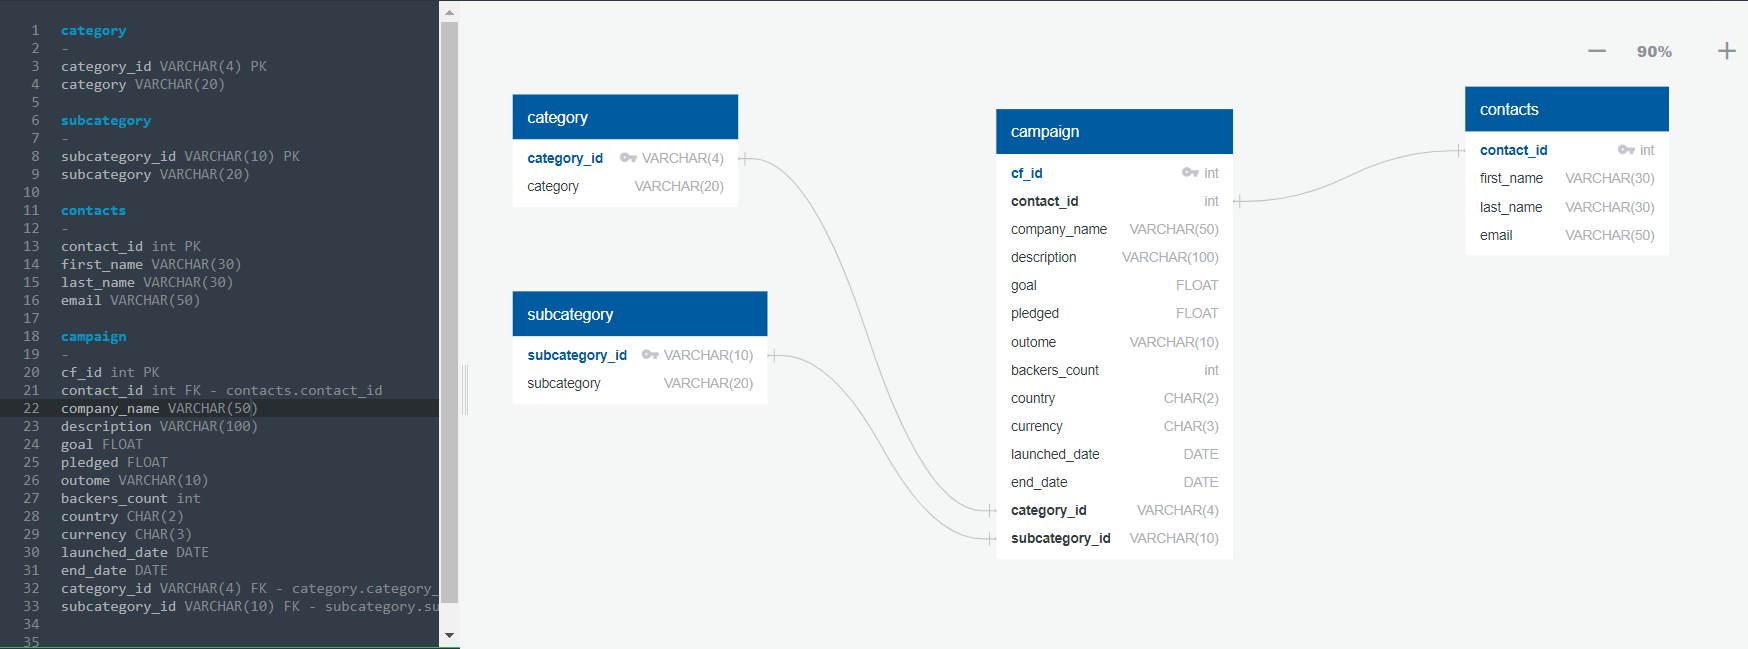 1 category
2 -
3 category_id VARCHAR(4) PK
4 category VARCHAR(20)
5
6 subcategory
7 -
8 subcategory_id VARCHAR(10) PK
9 subcategory VARCHAR(20)
10
11 contacts
12 -
13 contact_id int PK
14 first_name VARCHAR(30)
15 last_name VARCHAR(30)
16 email VARCHAR(50)
17
18 campaign
19 -
20 cf_id int PK
21 contact_id int FK - contacts.contact_id
22 company_name VARCHAR(50)
23 description VARCHAR(100)
24 goal FLOAT
25 pledged FLOAT
26 outome VARCHAR(10)
27 backers_count int
28 country CHAR(2)
29 currency CHAR(3)
30 launched_date DATE
31 end_date DATE
32 category_id VARCHAR(4) FK - category.category_
33 subcategory_id VARCHAR(10) FK - subcategory.su
34
35
90%
category
category_id VARCHAR(4)
category VARCHAR(20)
subcategory
subcategory_id VARCHAR(10)
subcategory VARCHAR(20)
campaign
cf_id int
contact_id int
company_name VARCHAR(50)
description VARCHAR(100)
goal FLOAT
pledged FLOAT
outome VARCHAR(10)
backers_count int
country CHAR(2)
currency CHAR(3)
launched_date DATE
end_date DATE
category_id VARCHAR(4)
subcategory_id VARCHAR(10)
contacts
contact_id int
first_name VARCHAR(30)
last_name VARCHAR(30)
email VARCHAR(50)